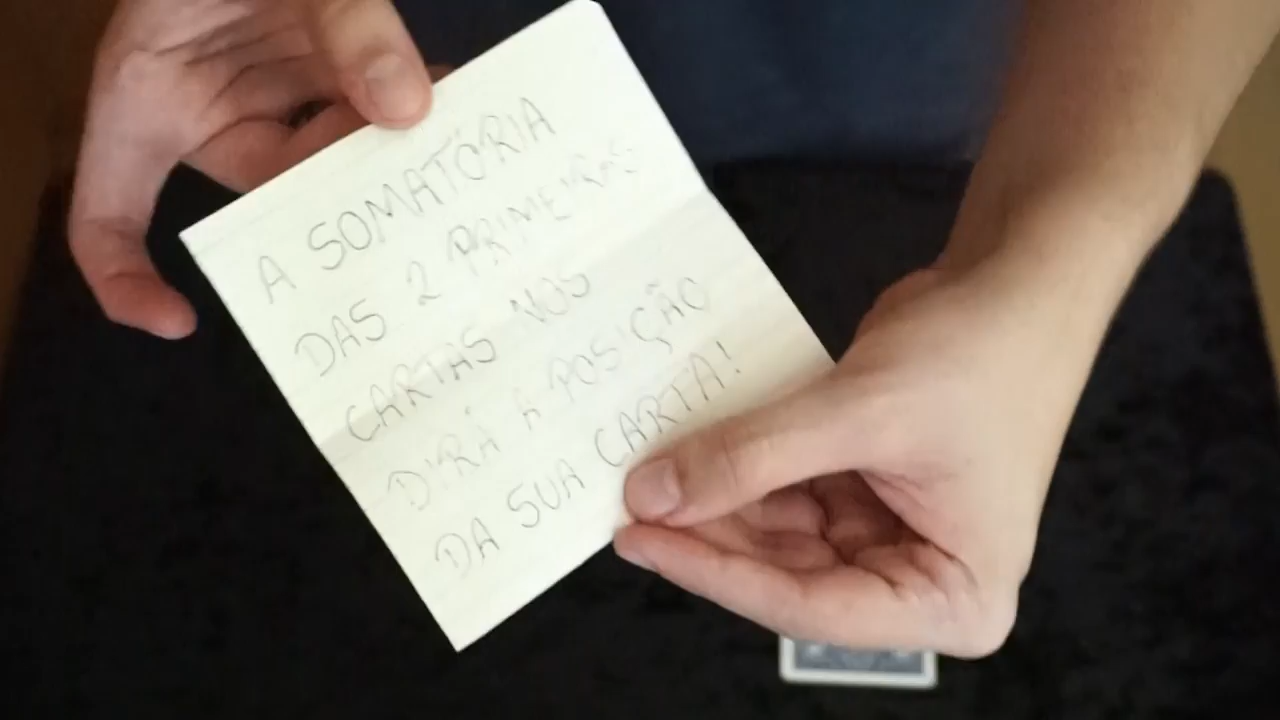 A SOMATÓRIA
DAS 2 PRIMEIRAS
CARTAS NOS
DIRÁ A POSIÇÃO
DA SUA CARTA!